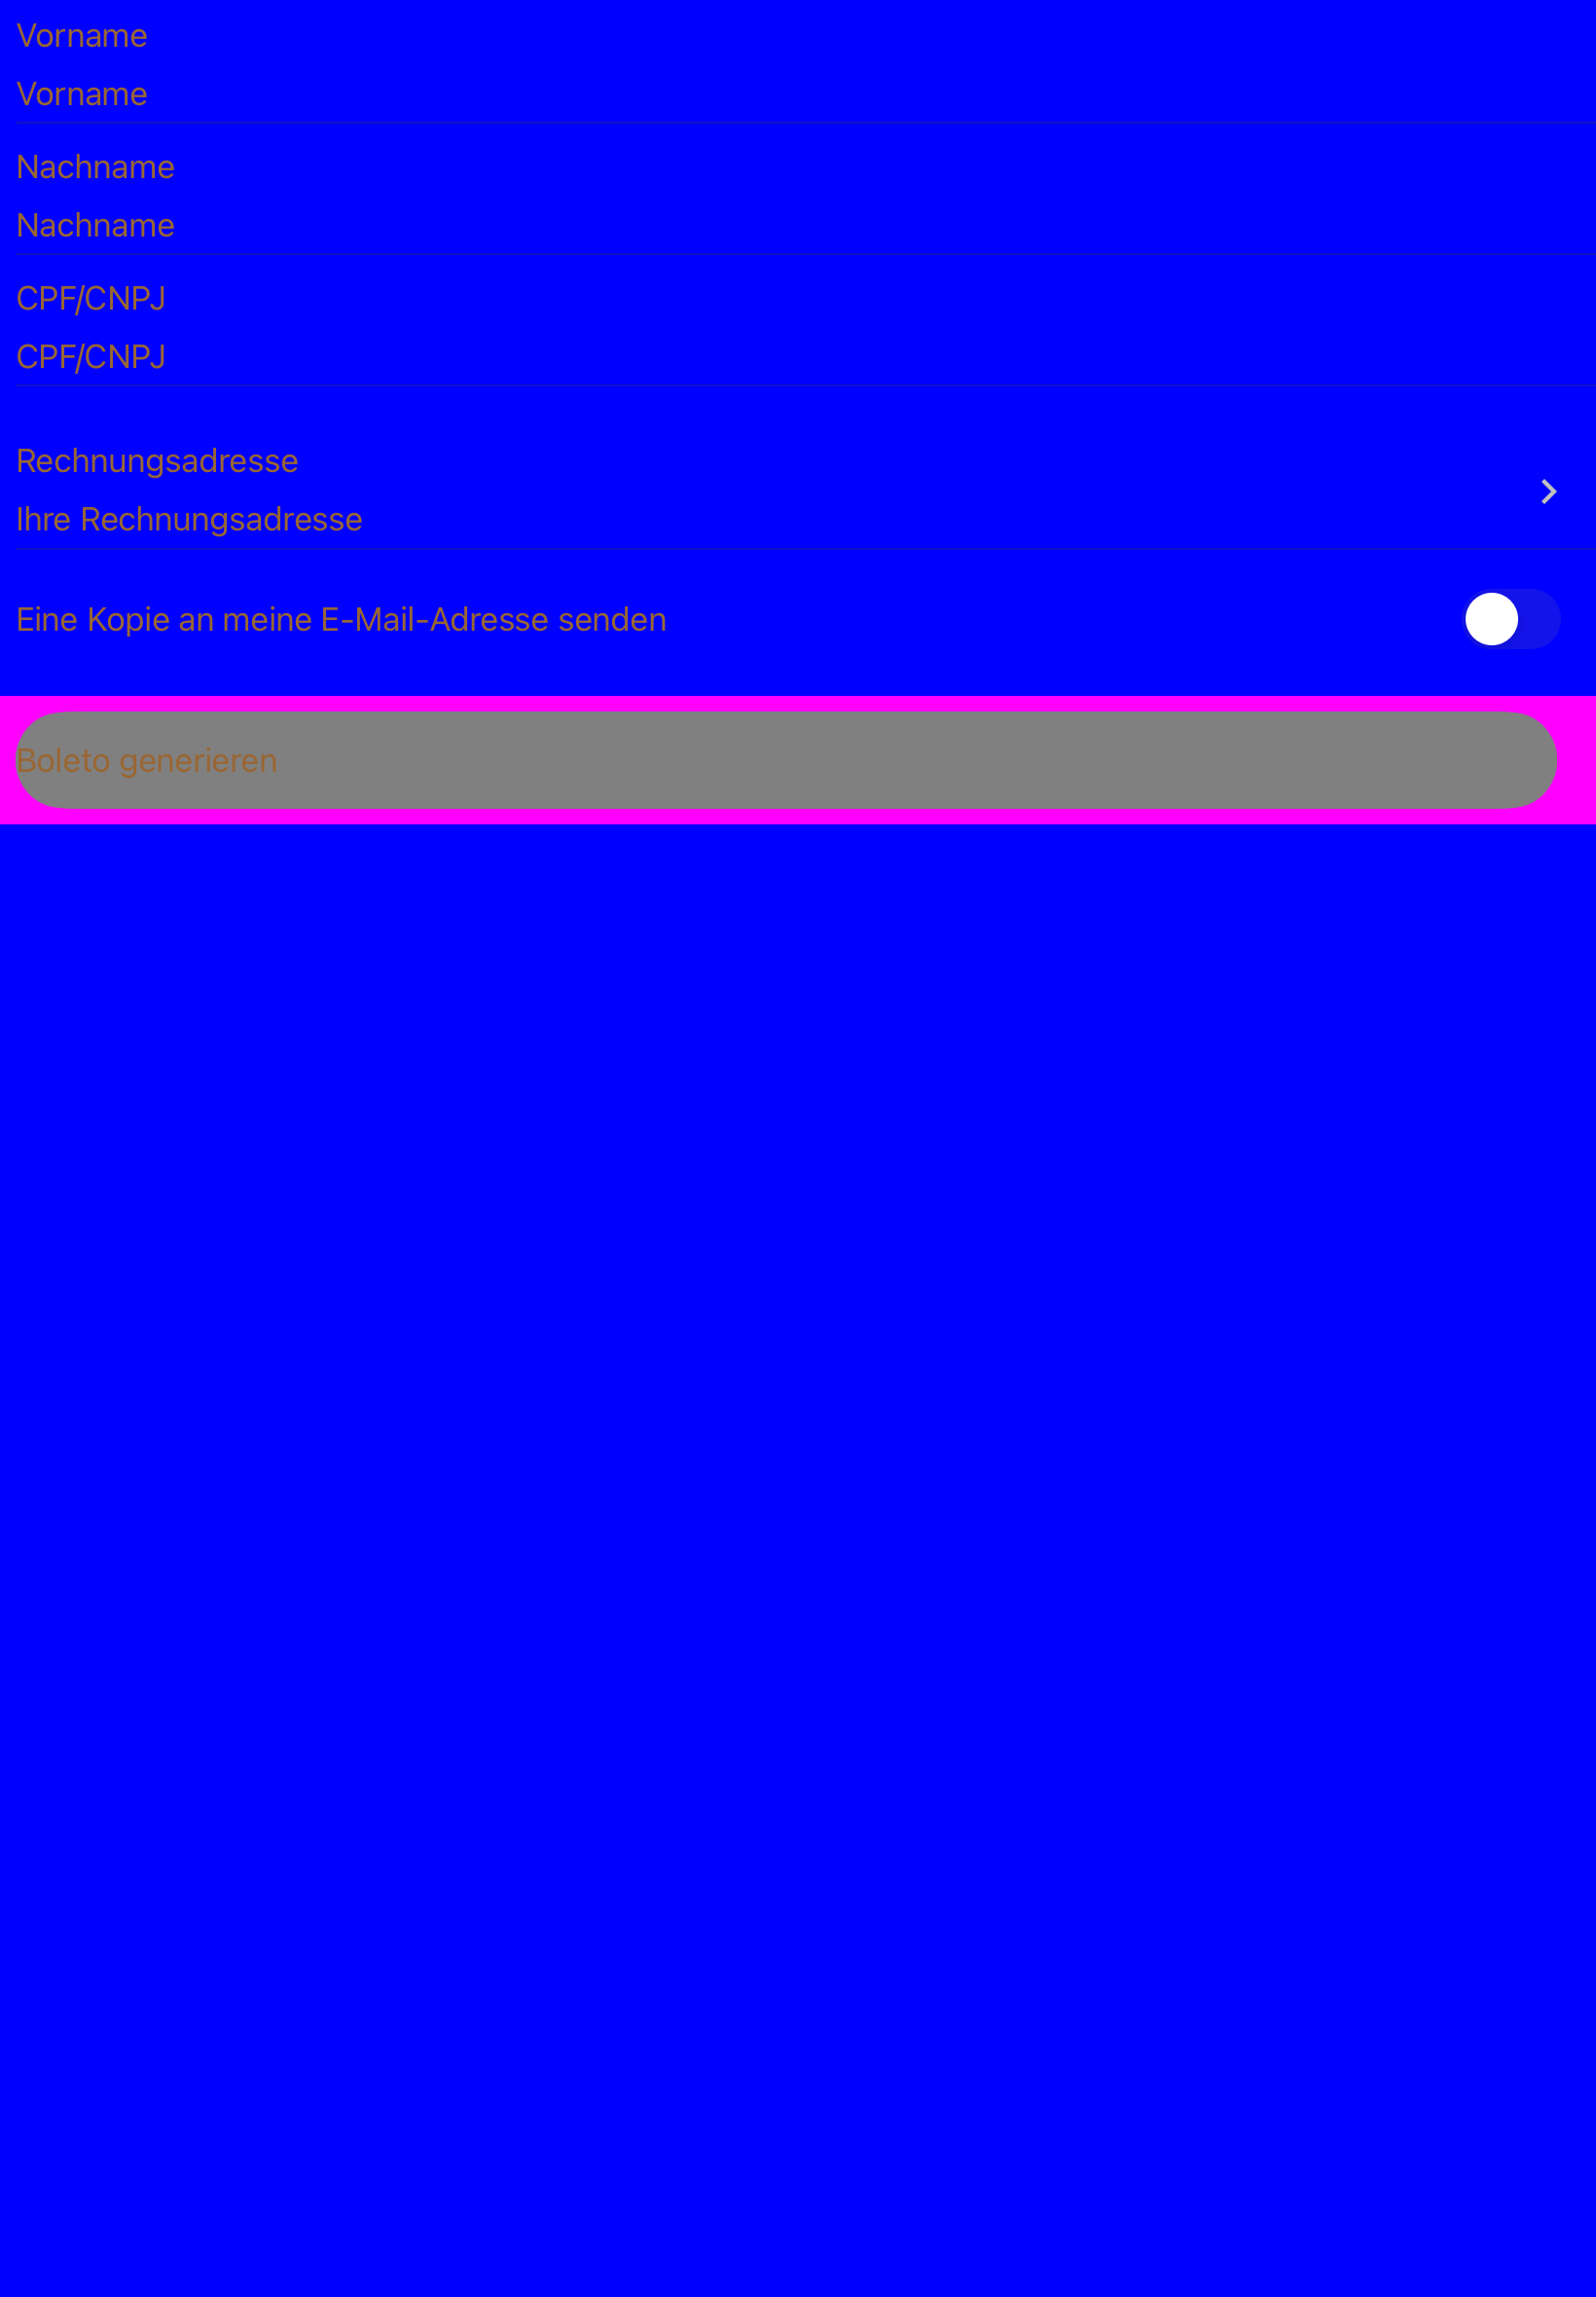 Vorname
Vorname
Nachname
Nachname
CPF/CNPJ
CPF/CNPJ
Rechnungsadresse
Ihre Rechnungsadresse
Eine Kopie an meine E-Mail-Adresse senden
Boleto generieren